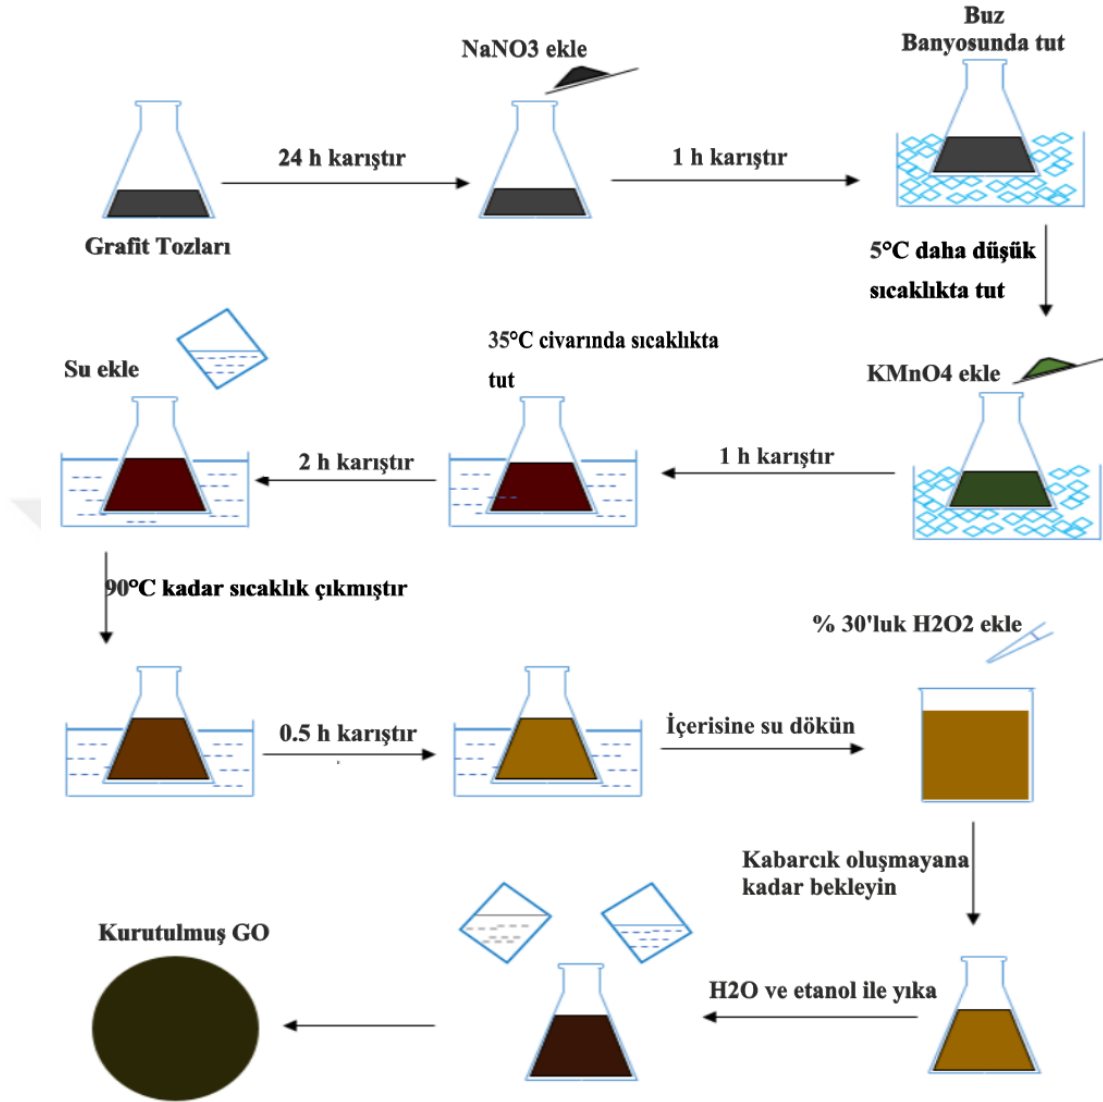 NaNO3 ekle
Buz
Banyosunda tut
24 h karıştır
1 h karıştır
Grafit Tozları
5°C daha düşük
sıcaklıkta tut
KMnO4 ekle
1 h karıştır
35°C civarında sıcaklıkta
tut
2 h karıştır
Su ekle
90°C kadar sıcaklık çıkmıştır
0.5 h karıştır
İçerisine su dökün
% 30'luk H2O2 ekle
Kabarcık oluşmayana
kadar bekleyin
H2O ve etanol ile yıka
Kurutulmuş GO